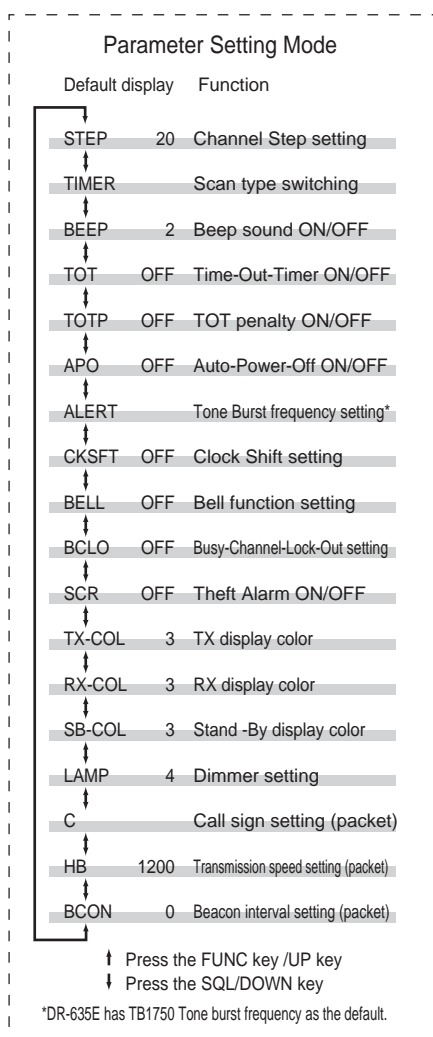 Parameter Setting Mode
Default display Function
STEP 20 Channel Step setting
TIMER Scan type switching
BEEP 2 Beep sound ON/OFF
TOT OFF Time-Out-Timer ON/OFF
TOTP OFF TOT penalty ON/OFF
APO OFF Auto-Power-Off ON/OFF
ALERT Tone Burst frequency setting*
CKSFT OFF Clock Shift setting
BELL OFF Bell function setting
BCLO OFF Busy-Channel-Lock-Out setting
SCR OFF Theft Alarm ON/OFF
TX-COL 3 TX display color
RX-COL 3 RX display color
SB-COL 3 Stand -By display color
LAMP 4 Dimmer setting
C Call sign setting (packet)
HB 1200 Transmission speed setting (packet)
BCON 0 Beacon interval setting (packet)
Press the FUNC key /UP key
Press the SQL/DOWN key
*DR-635E has TB1750 Tone burst frequency as the default.